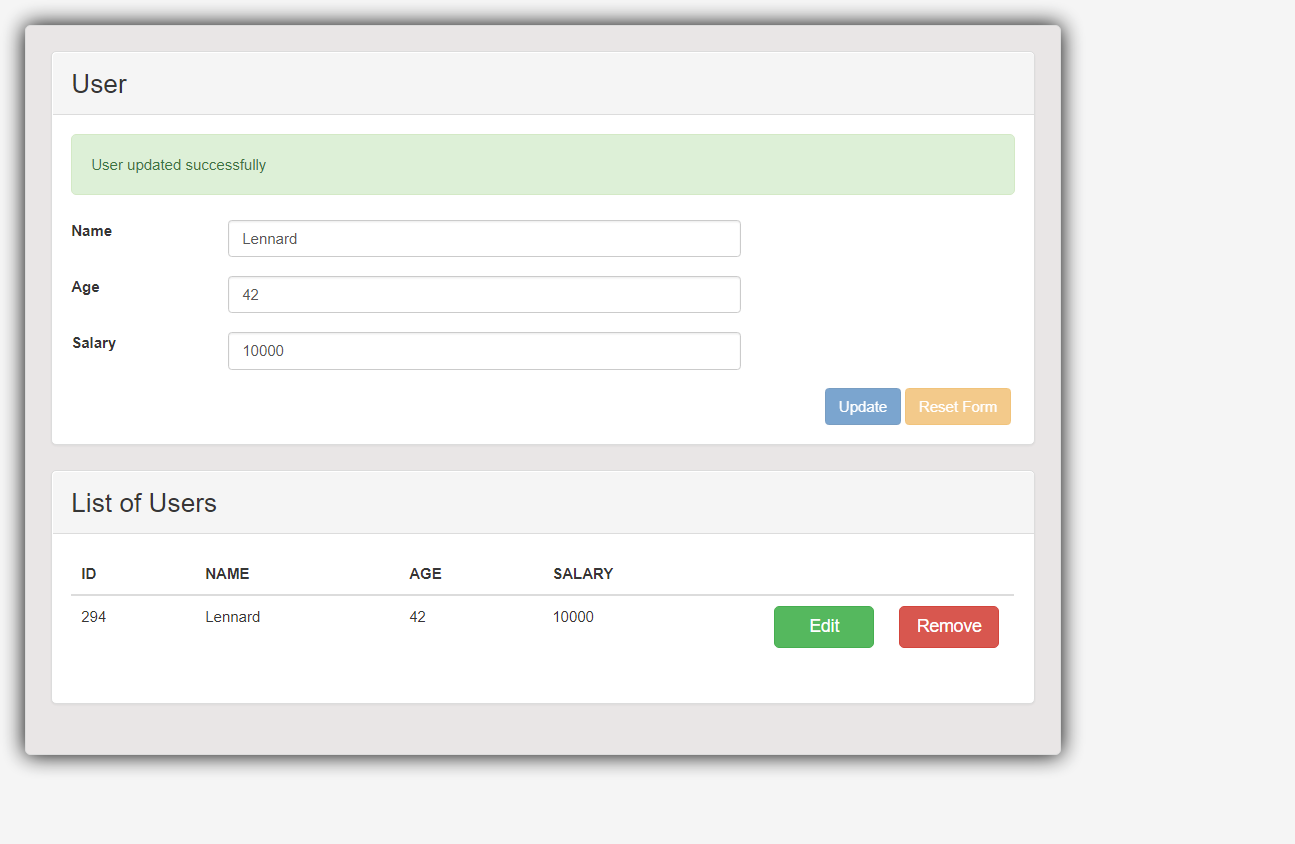 User
User updated successfully
Name Lennard
Age 42
Salary 10000
Update Reset Form
List of Users
ID NAME AGE SALARY
294 Lennard 42 10000 Edit Remove